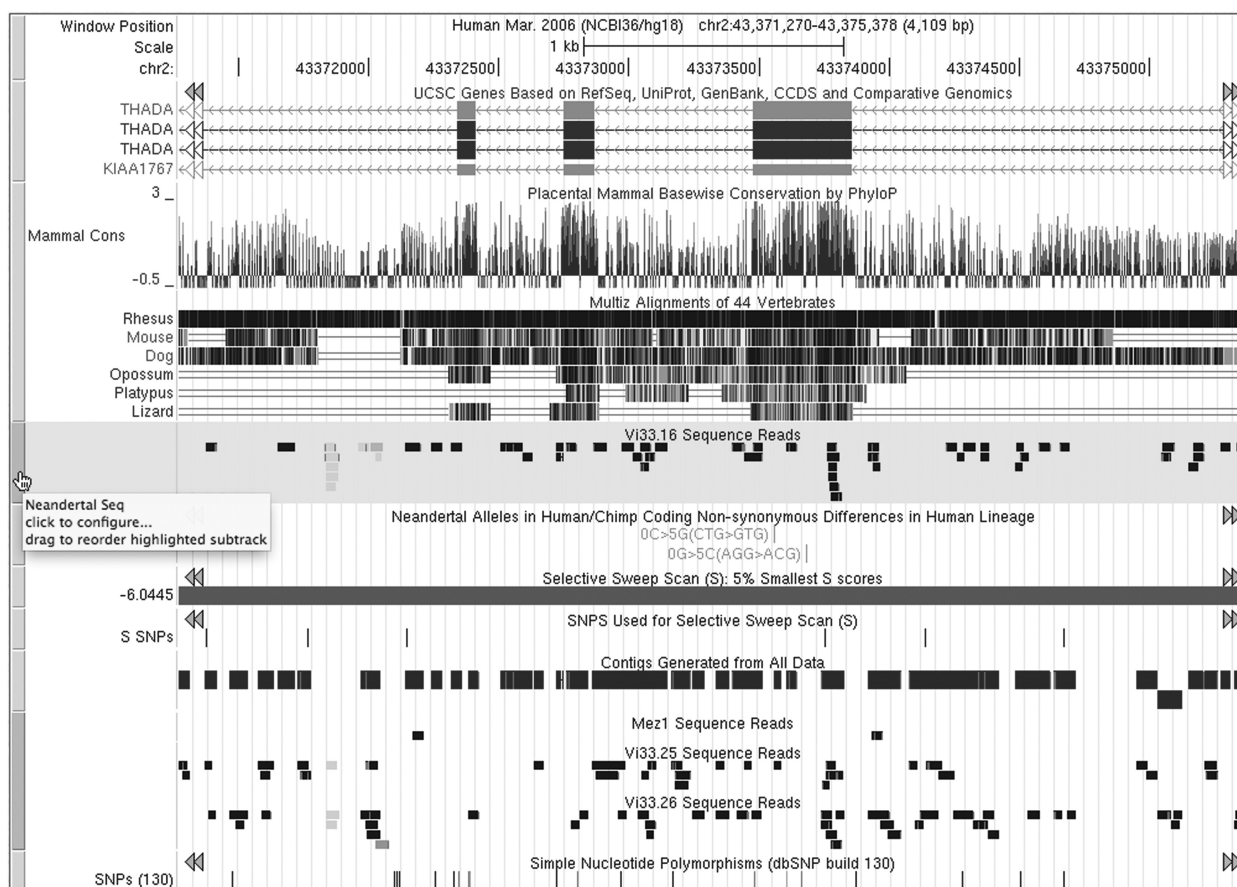 Window Position Human Mar. 2006 (NCBI36/hg18) chr2:43,371,270-43,375,378 (4,109 bp)
Scale 1 kb
chr2: 43372000 43372500 43373000 43373500 43374000 43374500 43375000
UCSC Genes Based on RefSeq, UniProt, GenBank, CCDS and Comparative Genomics
THADA
THADA
THADA
KIAA1767
3 Placental Mammal Basewise Conservation by PhyloP
Mammal Cons
-0.5
Multiz Alignments of 44 Vertebrates
Rhesus
Mouse
Dog
Opossum
Platypus
Lizard
Vi33.16 Sequence Reads
Neandertal Seq
click to configure...
drag to reorder highlighted subtrack
Neandertal Alleles in Human/Chimp Coding Non-synonymous Differences in Human Lineage
0C>5G(CTG>GTG)
0G>5C(AGG>ACG)
Selective Sweep Scan (S): 5% Smallest S scores
-6.0445
SNPS Used for Selective Sweep Scan (S)
S SNPs
Contigs Generated from All Data
Mez1 Sequence Reads
Vi33.25 Sequence Reads
Vi33.26 Sequence Reads
Simple Nucleotide Polymorphisms (dbSNP build 130)
SNPs (130)